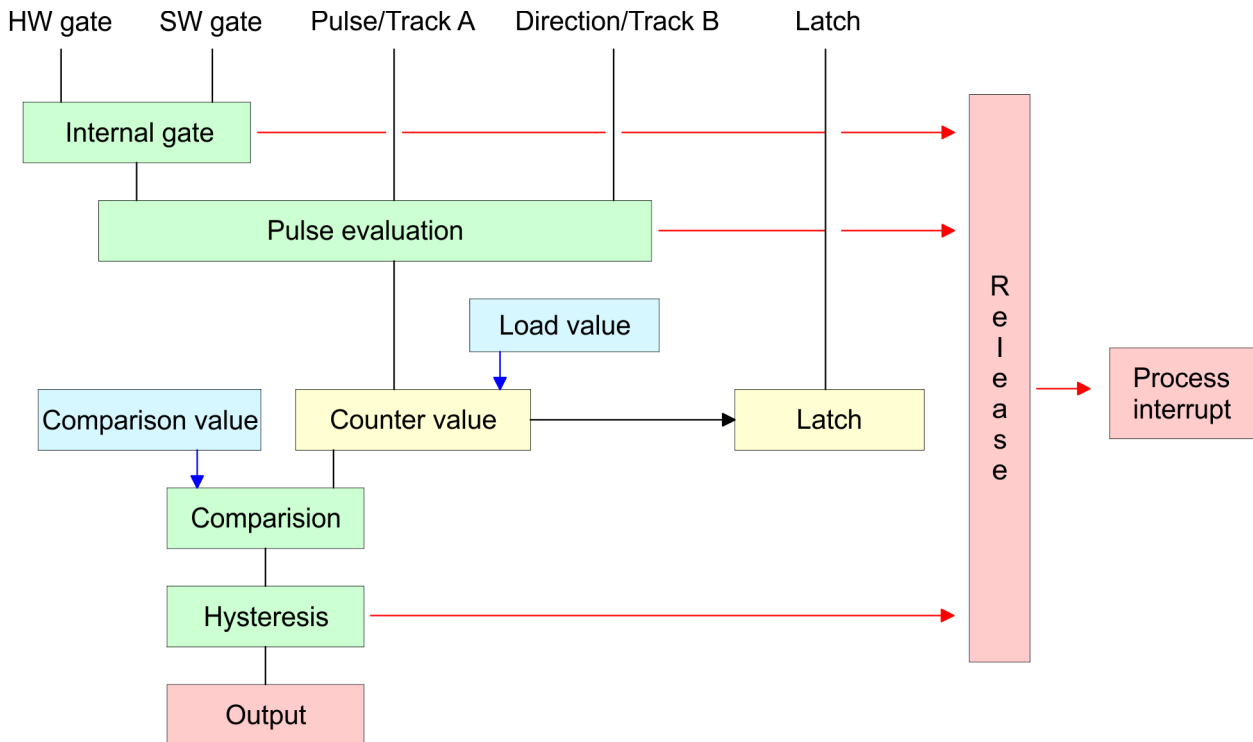 HW gate
SW gate
Pulse/Track A
Direction/Track B
Latch
Internal gate
Pulse evaluation
Load value
Comparison value
Counter value
Latch
Comparision
Hysteresis
Output
Release
Process
interrupt